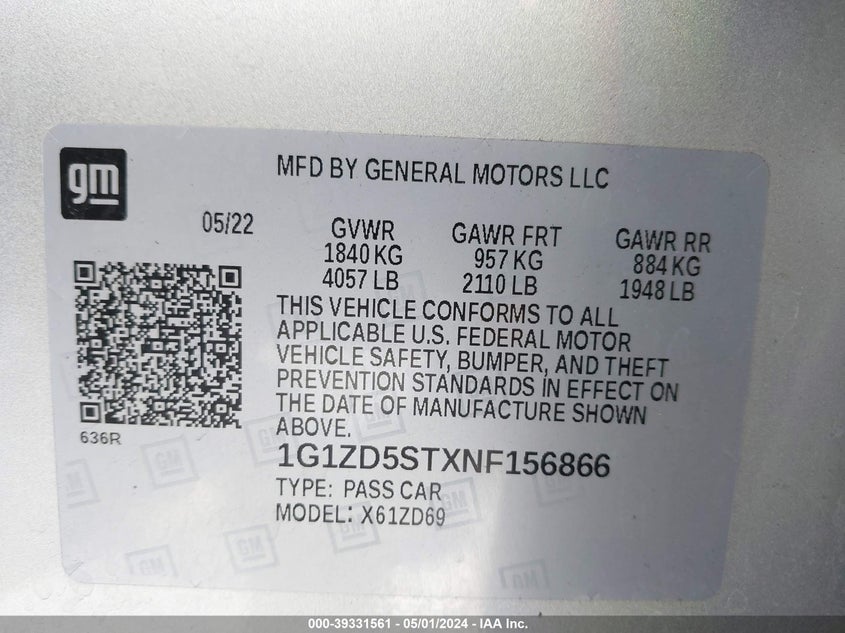 gm
MFD BY GENERAL MOTORS LLC
05/22
GVWR GAWR FRT GAWR RR
1840 KG 957 KG 884 KG
4057 LB 2110 LB 1948 LB
THIS VEHICLE CONFORMS TO ALL
APPLICABLE U.S. FEDERAL MOTOR
VEHICLE SAFETY, BUMPER, AND THEFT
PREVENTION STANDARDS IN EFFECT ON
THE DATE OF MANUFACTURE SHOWN
ABOVE.
636R
1G1ZD5STXNF156866
TYPE: PASS CAR
MODEL: X61ZD69
000-39331561 - 05/01/2024 - IAA Inc.